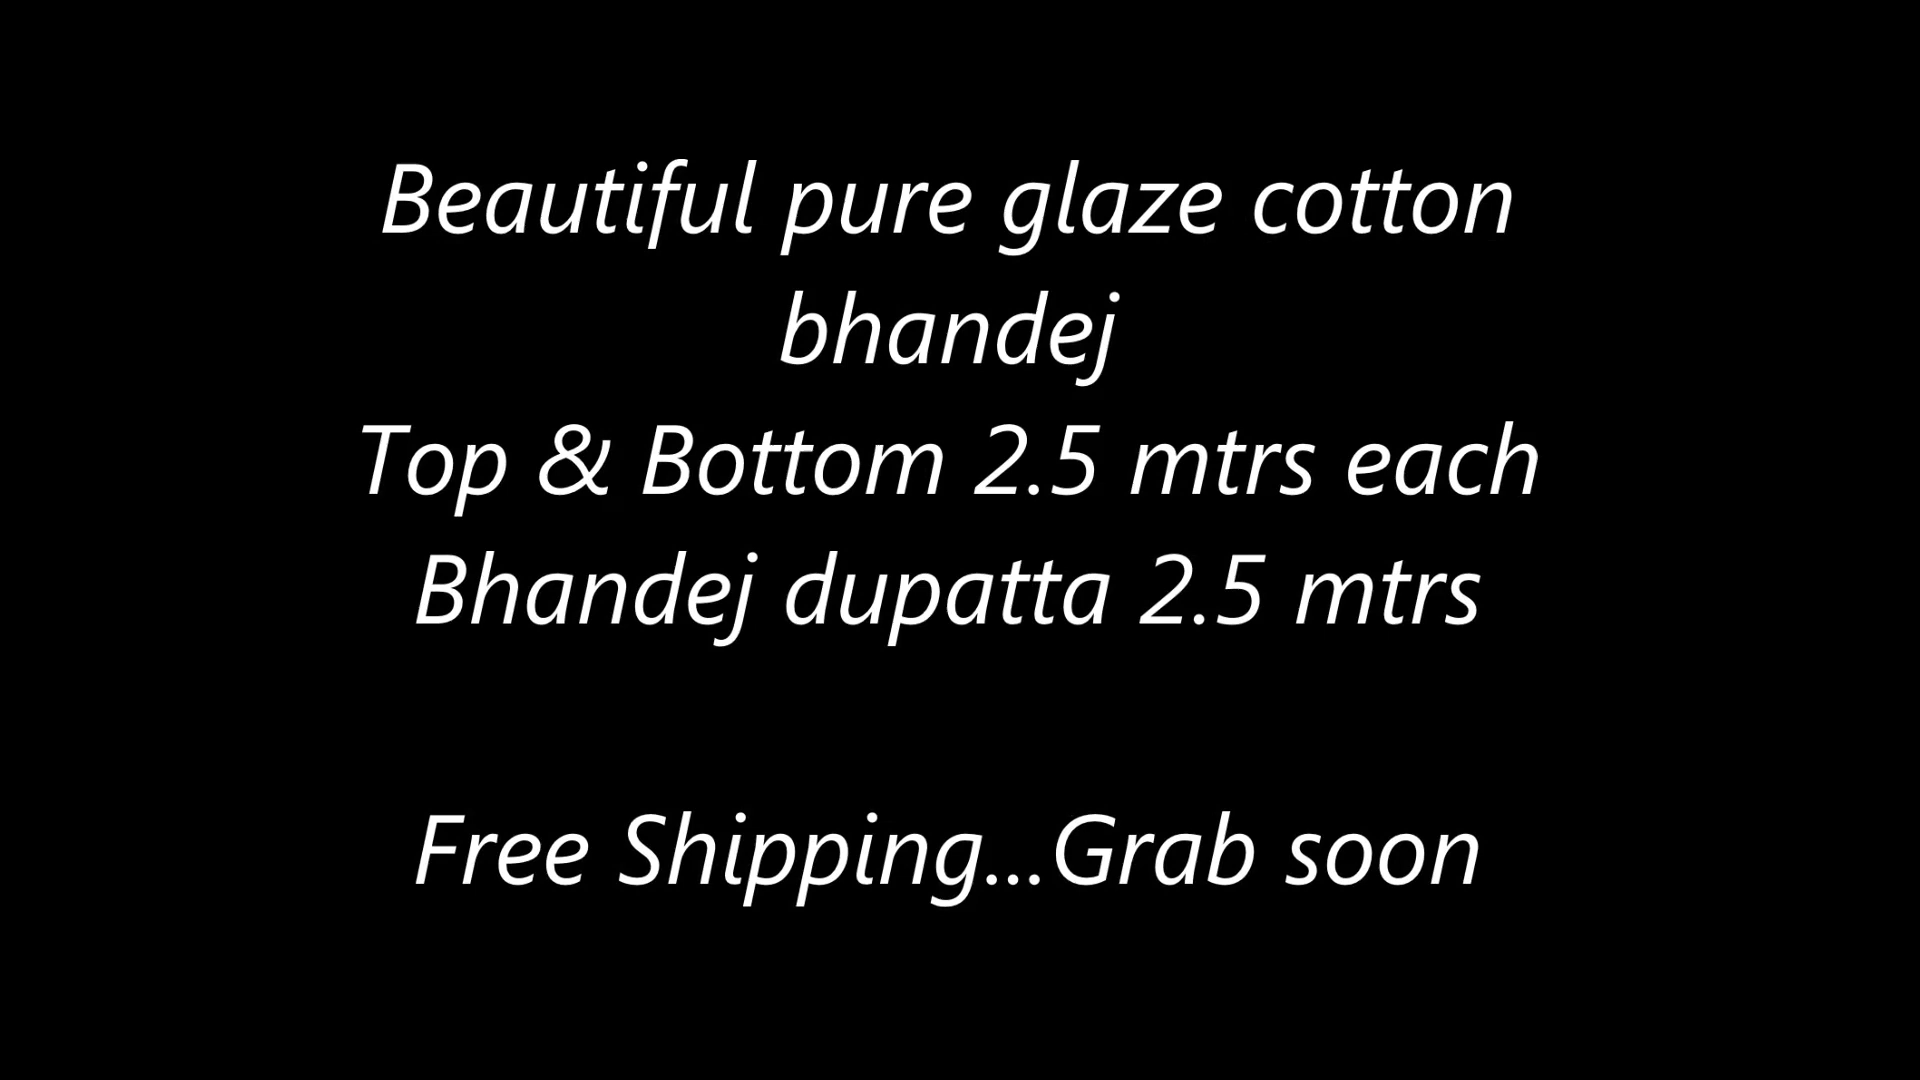 Beautiful pure glaze cotton
bhandej
Top & Bottom 2.5 mtrs each
Bhandej dupatta 2.5 mtrs
Free Shipping...Grab soon